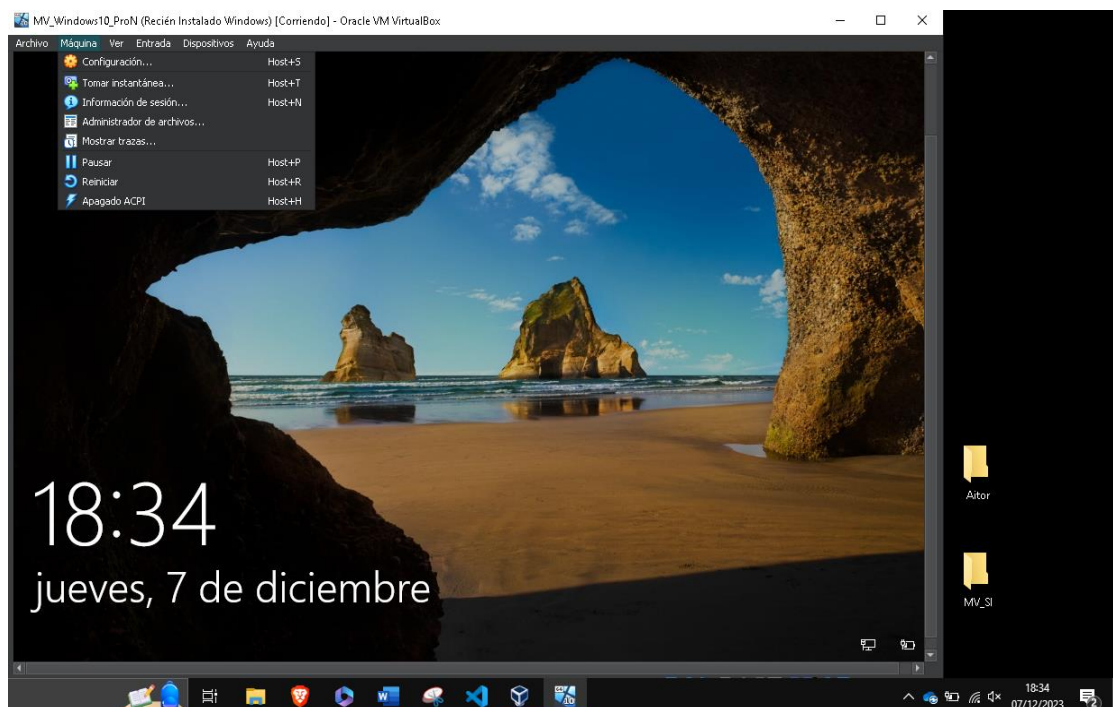 MV_Windows10_ProN (Recién Instalado Windows) [Corriendo] - Oracle VM VirtualBox
Archivo Máquina Ver Entrada Dispositivos Ayuda
Configuración... Host+S
Tomar instantánea... Host+T
Información de sesión... Host+N
Administrador de archivos...
Mostrar trazas...
Pausar Host+P
Reiniciar Host+R
Apagado ACPI Host+H
18:34
jueves, 7 de diciembre
Aitor
MV_SI
18:34
07/12/2023
2